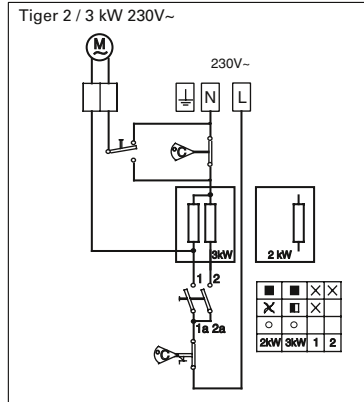 Tiger 2 / 3 kW 230V~
M
~
230V~
N L
°C
3kW
2 kW
1 2
1a 2a
°C
2kW 3kW 1 2